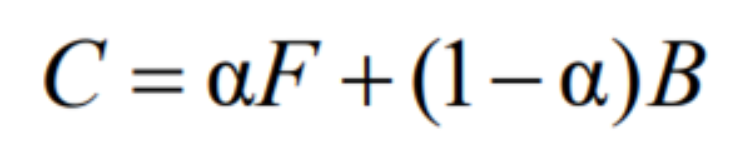 C = αF + (1 − α)B